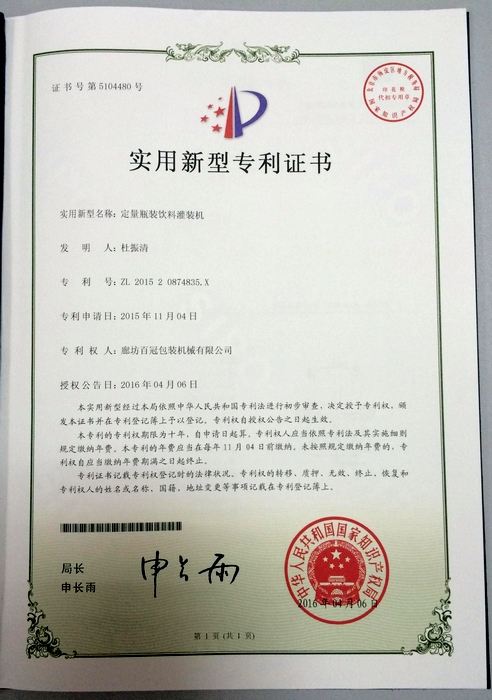 证书号第5104480号
实用新型专利证书
实用新型名称：定量瓶装饮料灌装机
发明人：杜振清
专利号：ZL 2015 2 0874835.X
专利申请日：2015年11月04日
专利权人：廊坊百冠包装机械有限公司
授权公告日：2016年04月06日
本实用新型经过本局依照中华人民共和国专利法进行初步审查，决定授予专利权，颁
发本证书并在专利登记簿上予以登记。专利权自授权公告之日起生效。
本专利的专利权期限为十年，自申请日起算。专利权人应当依照专利法及其实施细则
规定缴纳年费。本专利的年费应当在每年11月04日前缴纳。未按照规定缴纳年费的，专利
权自应当缴纳年费期满之日起终止。
专利证书记载专利权登记时的法律状况。专利权的转移、质押、无效、终止、恢复和
专利权人的姓名或名称、国籍、地址变更等事项记载在专利登记簿上。
局长
申长雨
申长雨
中华人民共和国国家知识产权局
2016年04月06日
第1页(共1页)
印花税
代扣专用章
国家知识产权局